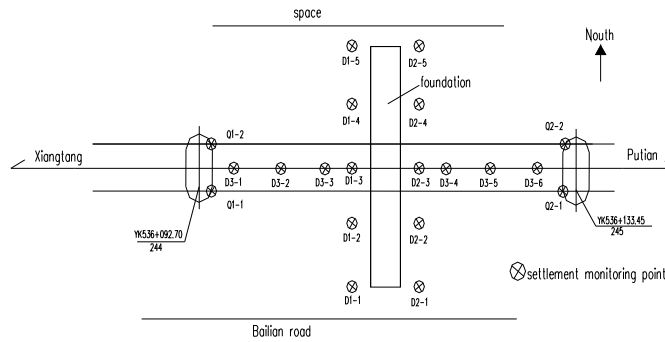 space
Nouth
D1-5
D2-5
foundation
D1-4
D2-4
Q1-2
Q2-2
Xiangtang
Putian
D3-1
D3-2
D3-3
D1-3
D2-3
D3-4
D3-5
D3-6
Q1-1
Q2-1
YK536+092.70
244
D1-2
D2-2
YK536+133.45
245
settlement monitoring point
D1-1
D2-1
Bailian road